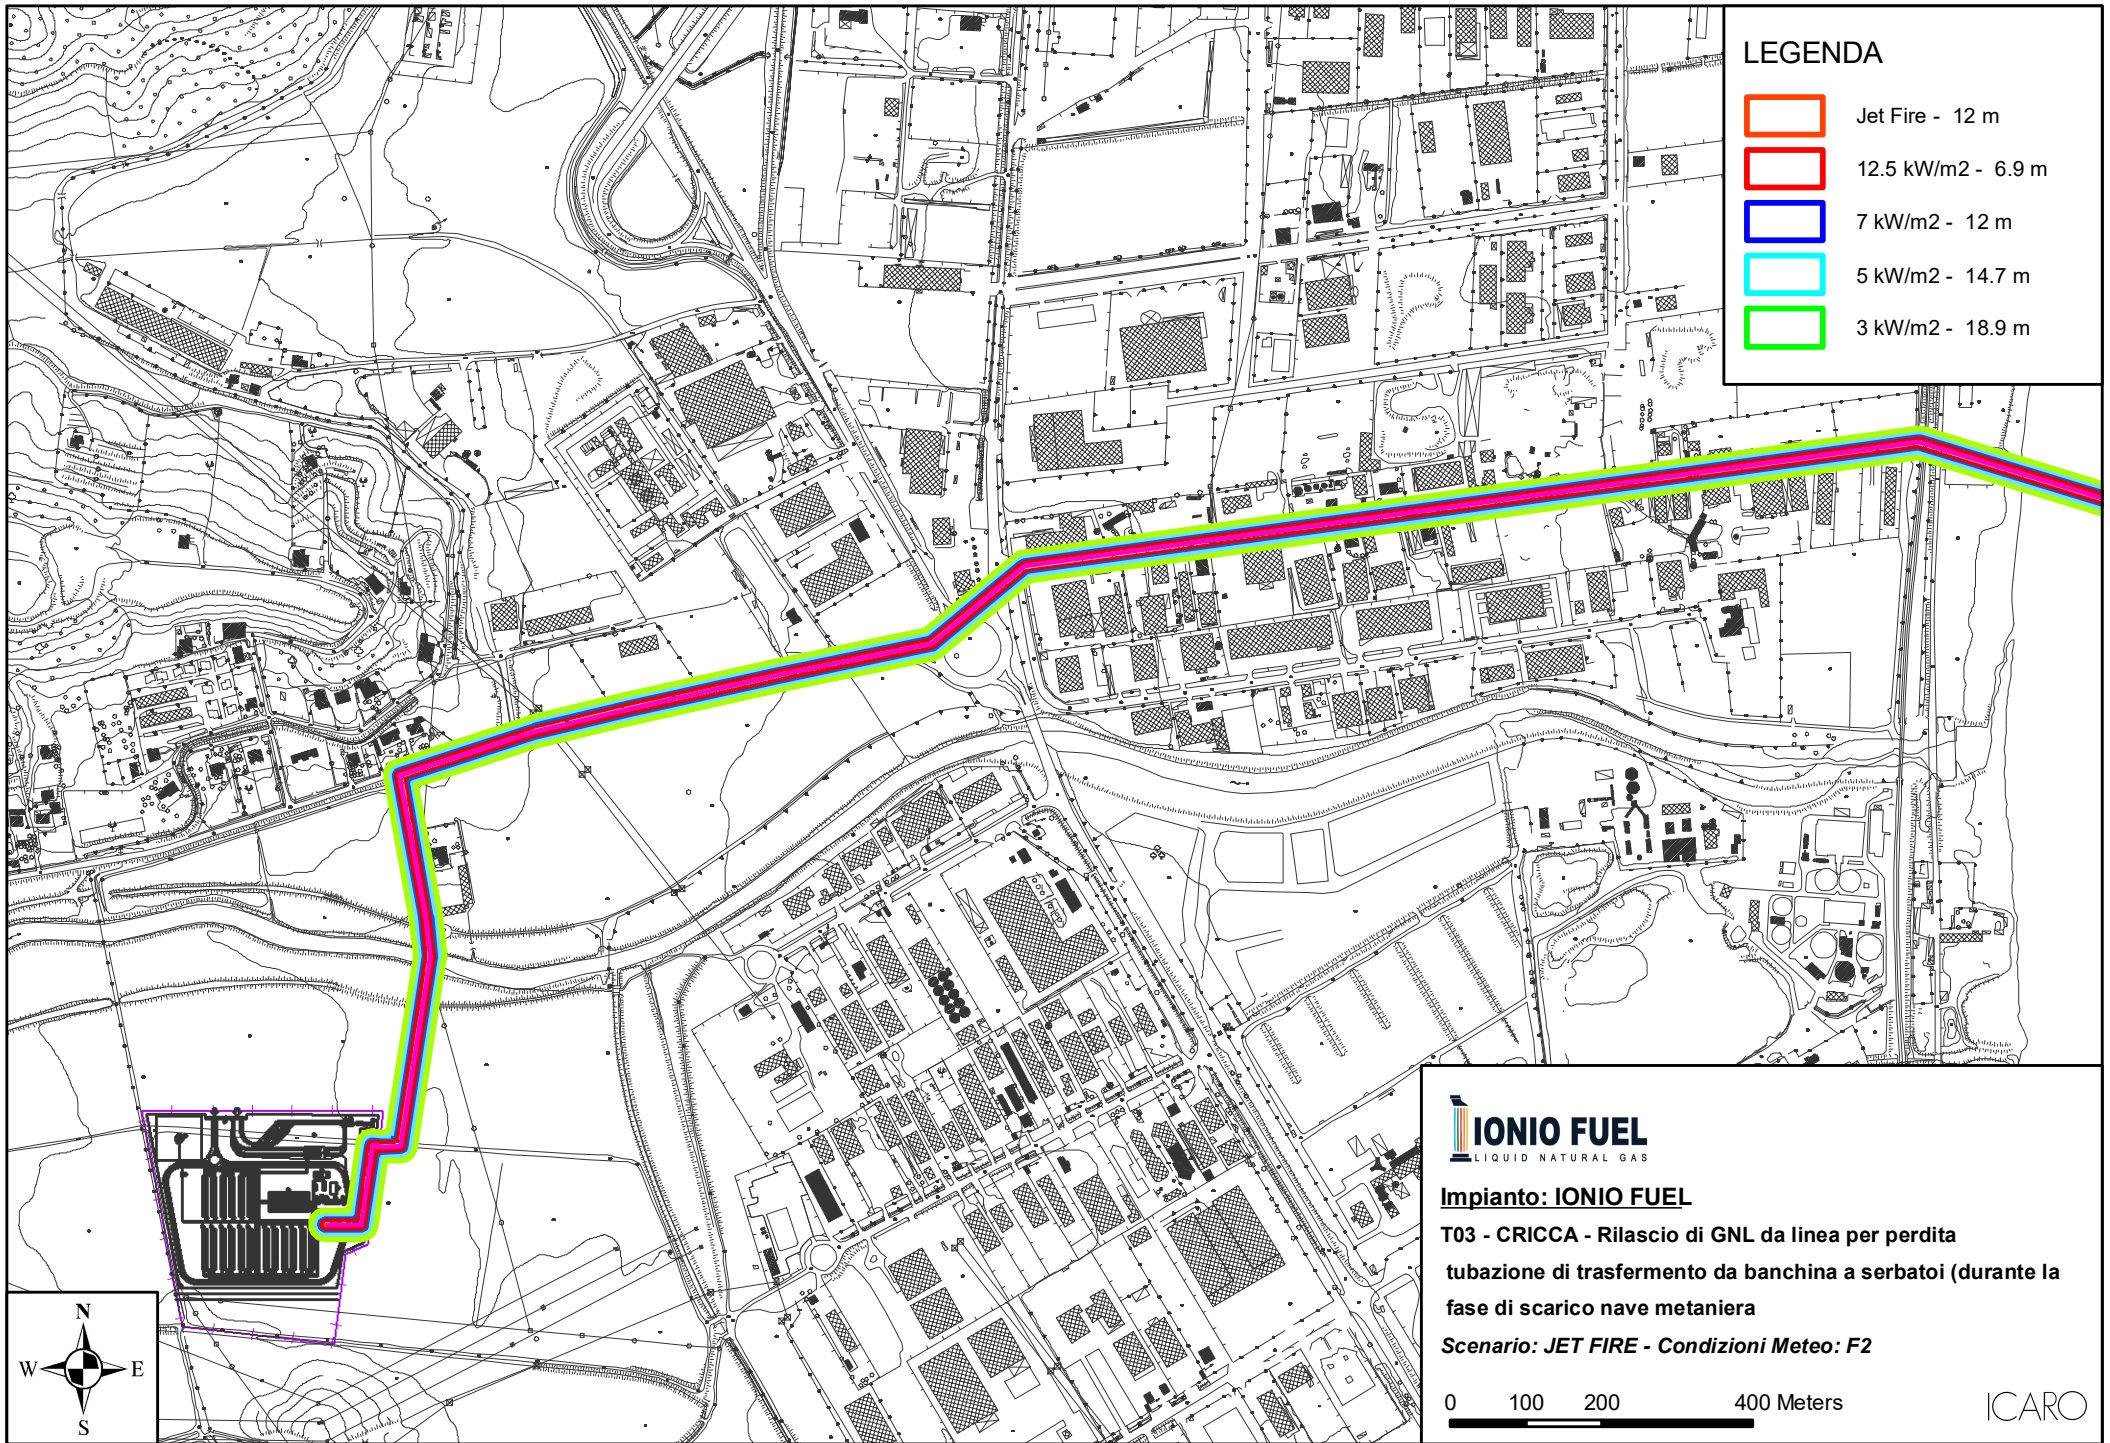 LEGENDA
Jet Fire - 12 m
12.5 kW/m2 - 6.9 m
7 kW/m2 - 12 m
5 kW/m2 - 14.7 m
3 kW/m2 - 18.9 m
IONIO FUEL
LIQUID NATURAL GAS
Impianto: IONIO FUEL
T03 - CRICCA - Rilascio di GNL da linea per perdita
tubazione di trasfermento da banchina a serbatoi (durante la
fase di scarico nave metaniera
Scenario: JET FIRE - Condizioni Meteo: F2
0 100 200 400 Meters
ICARO
N
W E
S